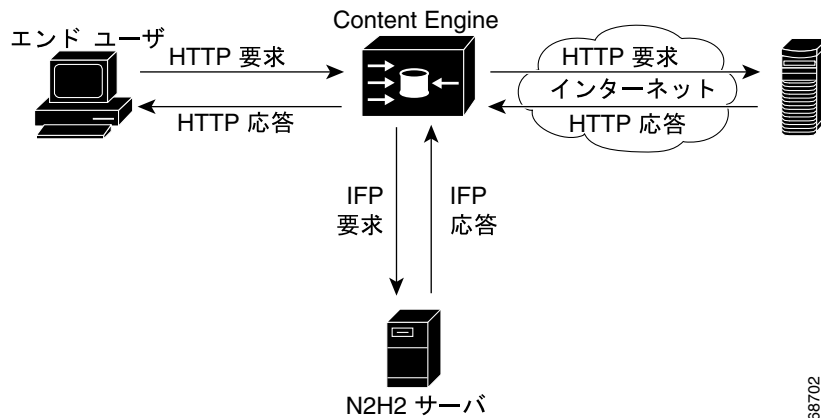 Content Engine
エンド ユーザ
HTTP 要求
HTTP 要求
インターネット
HTTP 応答
HTTP 応答
IFP
要求
IFP
応答
N2H2 サーバ
68702